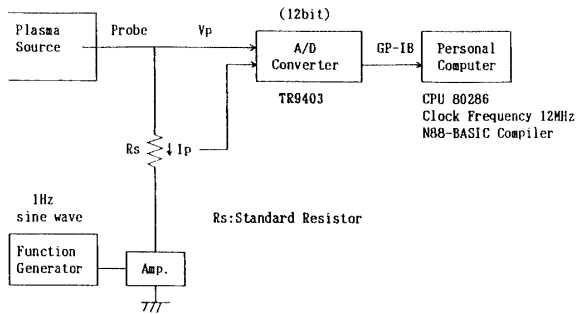 (12bit)
Plasma Source
Probe
Vp
A/D Converter
GP-IB
Personal Computer
TR9403
CPU 80286
Clock Frequency 12MHz
N88-BASIC Compiler
Rs
↓Ip
1Hz
sine wave
Rs:Standard Resistor
Function Generator
Amp.